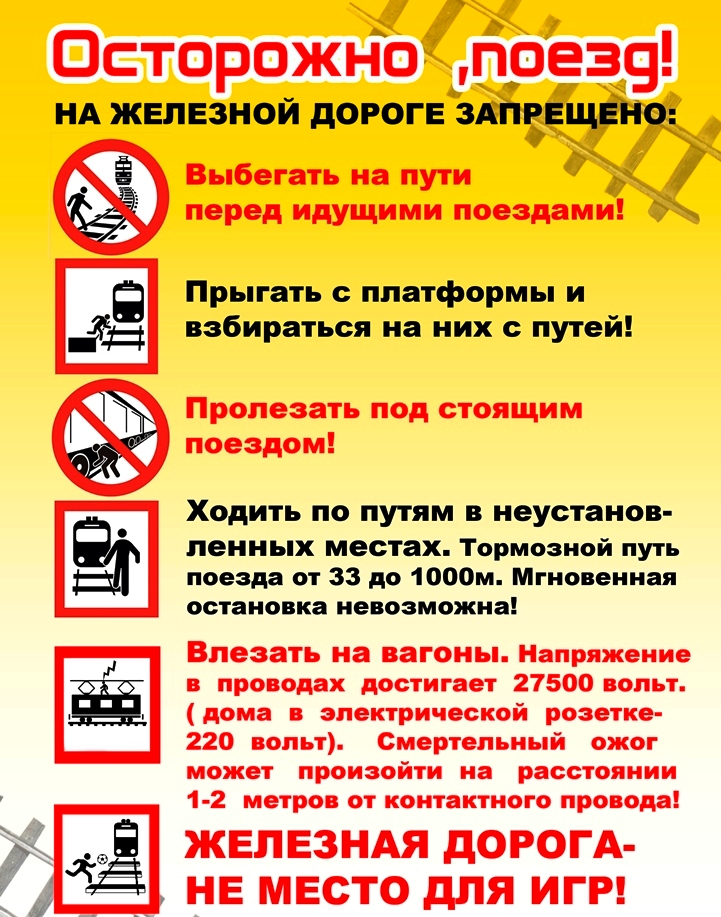 Осторожно ,поезд!
НА ЖЕЛЕЗНОЙ ДОРОГЕ ЗАПРЕЩЕНО:
Выбегать на пути
перед идущими поездами!
Прыгать с платформы и
взбираться на них с путей!
Пролезать под стоящим
поездом!
Ходить по путям в неустанов-
ленных местах. Тормозной путь
поезда от 33 до 1000м. Мгновенная
остановка невозможна!
Влезать на вагоны. Напряжение
в проводах достигает 27500 вольт.
( дома в электрической розетке-
220 вольт). Смертельный ожог
может произойти на расстоянии
1-2 метров от контактного провода!
ЖЕЛЕЗНАЯ ДОРОГА-
НЕ МЕСТО ДЛЯ ИГР!